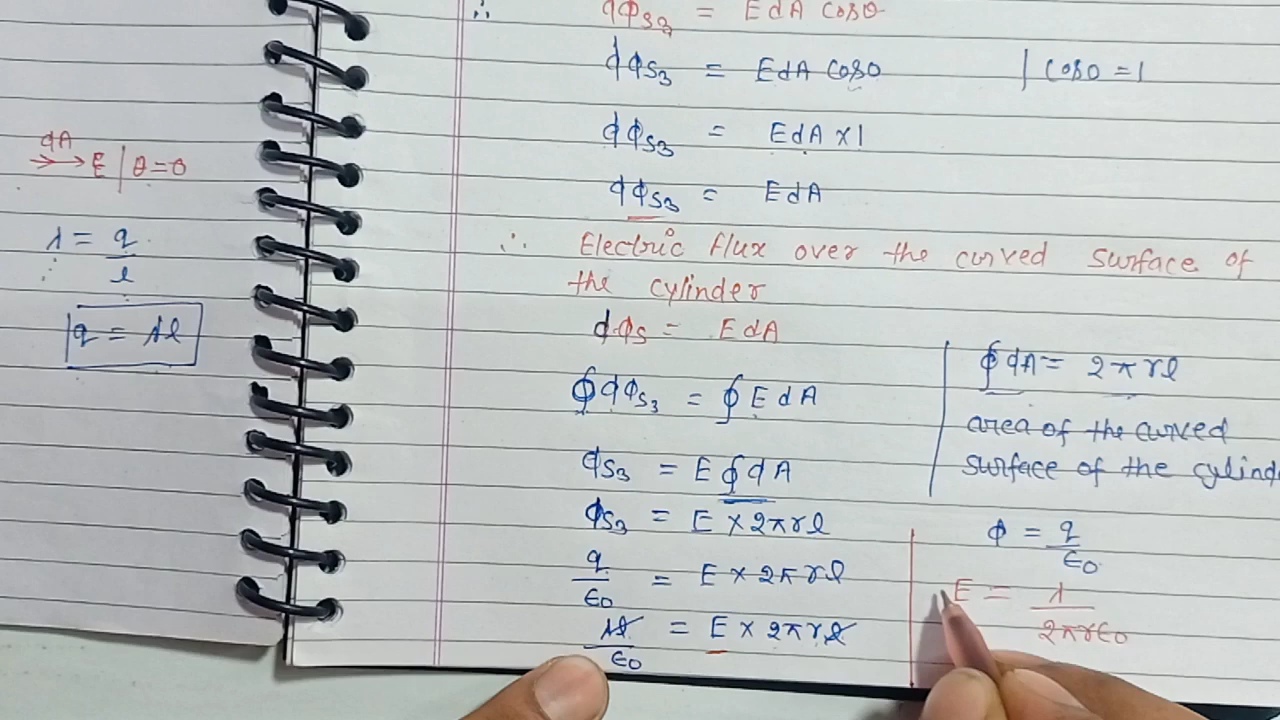 dA
→→ E | θ=0
λ = q/l
∴
q = λl
∴ dΦS3 = EdA cosθ
dΦS3 = EdA cos0 | cos0 = 1
dΦS3 = EdA×1
dΦS3 = EdA
∴ Electric flux over the curved surface of
the cylinder
dΦS = EdA
∮dΦS3 = ∮EdA
ΦS3 = E∮dA
ΦS3 = E×2πrl
q/ε0 = E×2πrl
λl/ε0 = E×2πrl
∮dA = 2πrl
area of the curved
surface of the
Φ = q/ε0
E = λ/2πrε0